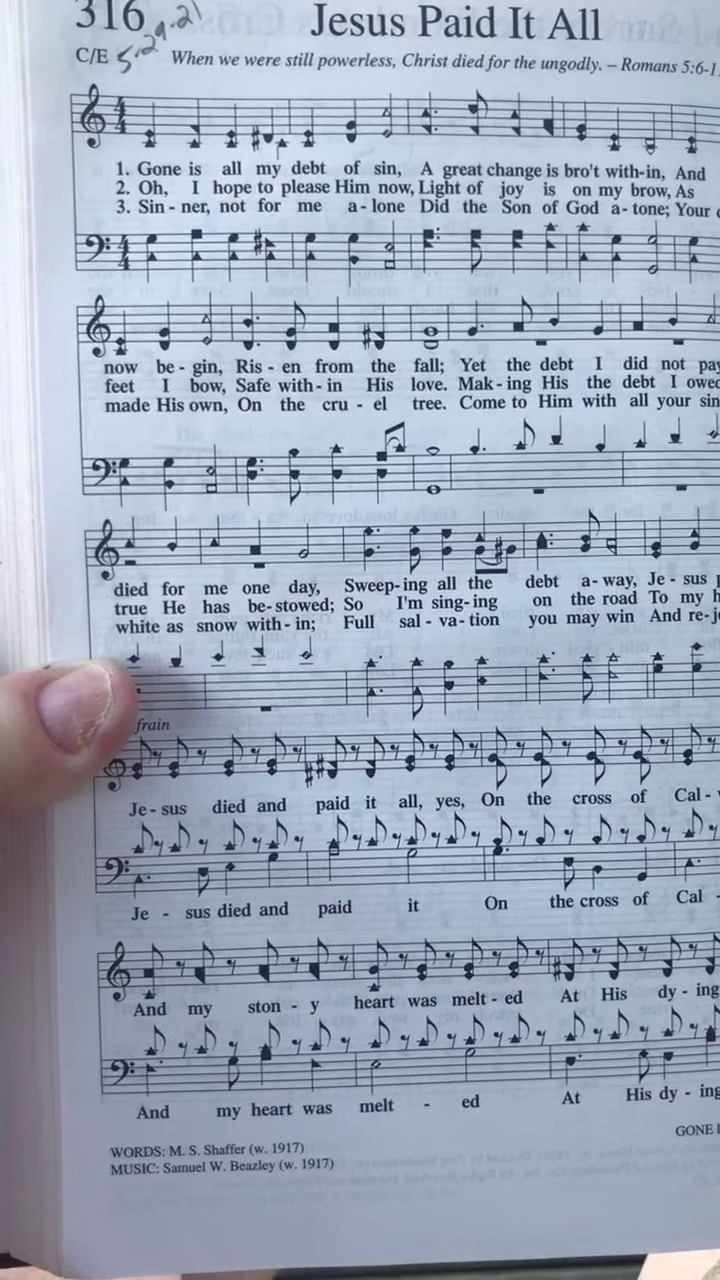 316
5-29-21
Jesus Paid It All
C/E
When we were still powerless, Christ died for the ungodly. – Romans 5:6-1
1. Gone is all my debt of sin, A great change is bro't with-in, And
2. Oh, I hope to please Him now, Light of joy is on my brow, As
3. Sin - ner, not for me a - lone Did the Son of God a - tone; Your
now be - gin, Ris - en from the fall; Yet the debt I did not pay
feet I bow, Safe with - in His love. Mak - ing His the debt I owed
made His own, On the cru - el tree. Come to Him with all your sin
died for me one day, Sweep-ing all the debt a - way, Je - sus
true He has be - stowed; So I'm sing-ing on the road To my
white as snow with - in; Full sal - va - tion you may win And re-
frain
Je - sus died and paid it all, yes, On the cross of Cal -
Je - sus died and paid it On the cross of Cal -
And my ston - y heart was melt - ed At His dy - ing
And my heart was melt - ed At His dy - ing
GONE
WORDS: M. S. Shaffer (w. 1917)
MUSIC: Samuel W. Beazley (w. 1917)